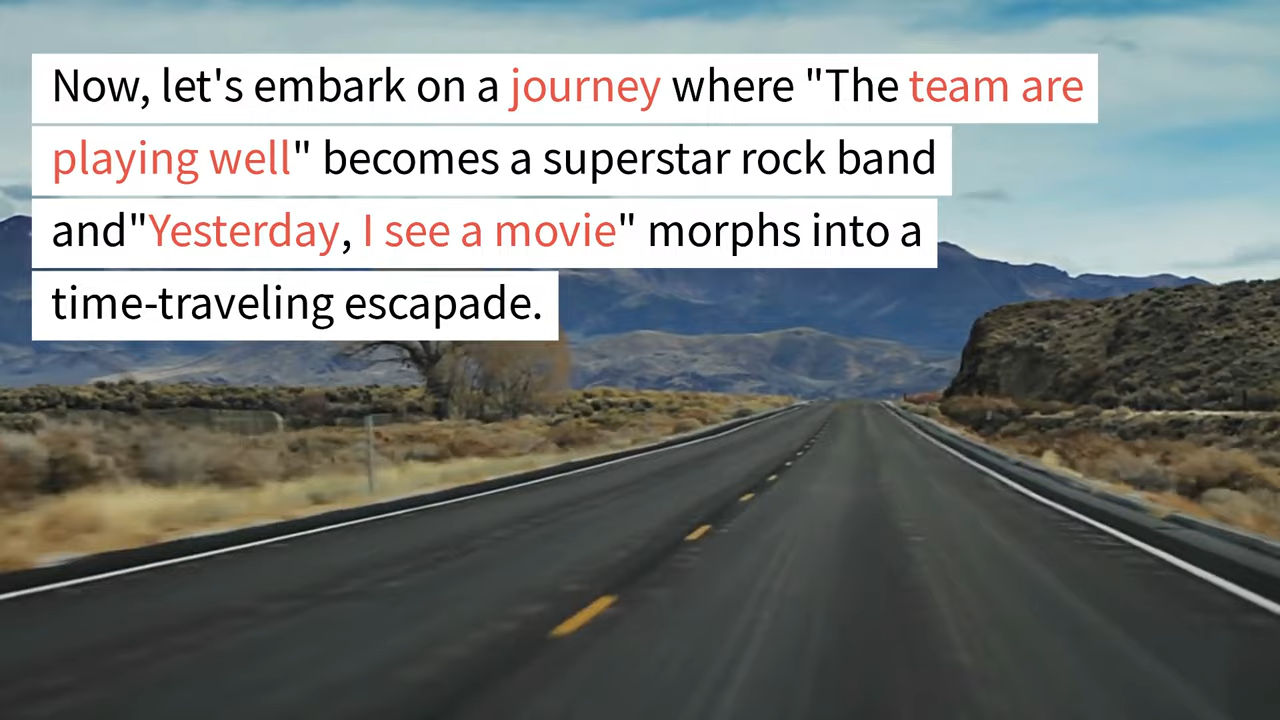 Now, let's embark on a journey where "The team are
playing well" becomes a superstar rock band
and"Yesterday, I see a movie" morphs into a
time-traveling escapade.